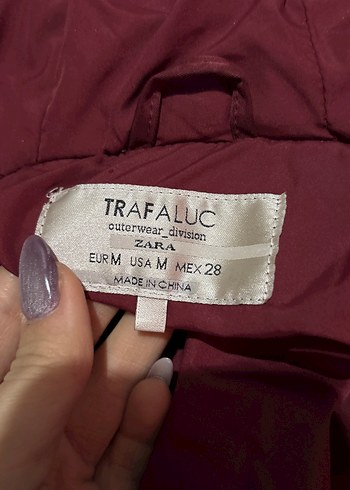 TRAFALUC
outerwear_division
ZARA
EUR M USA M MEX 28
MADE IN CHINA